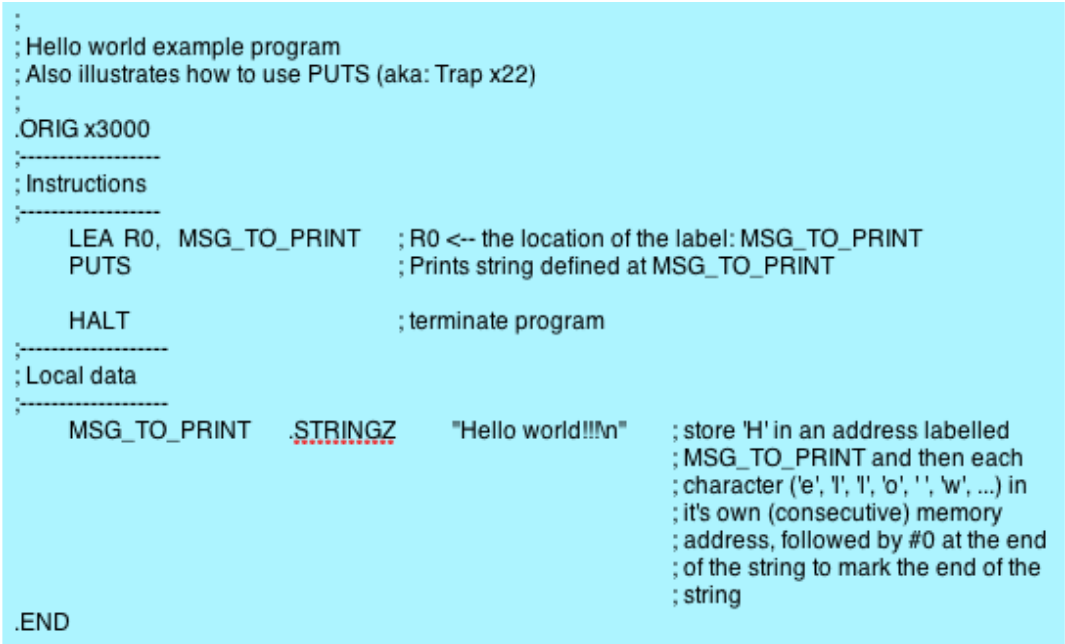 ;
; Hello world example program
; Also illustrates how to use PUTS (aka: Trap x22)
;
.ORIG x3000
;-------------------
; Instructions
;-------------------
LEA R0, MSG_TO_PRINT ; R0 <-- the location of the label: MSG_TO_PRINT
PUTS ; Prints string defined at MSG_TO_PRINT
HALT ; terminate program
;--------------------
; Local data
;--------------------
MSG_TO_PRINT .STRINGZ "Hello world!!!\n" ; store 'H' in an address labelled
; MSG_TO_PRINT and then each
; character ('e', 'l', 'l', 'o', ' ', 'w', ...) in
; it's own (consecutive) memory
; address, followed by #0 at the end
; of the string to mark the end of the
; string
.END